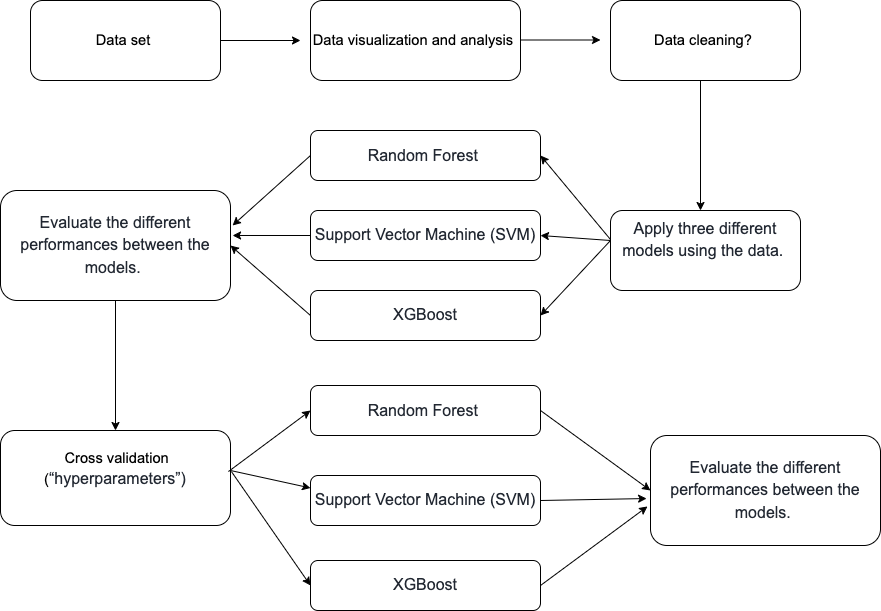 Data set
Data visualization and analysis
Data cleaning?
Random Forest
Support Vector Machine (SVM)
XGBoost
Apply three different
models using the data.
Evaluate the different
performances between the
models.
Cross validation
(“hyperparameters”)
Random Forest
Support Vector Machine (SVM)
XGBoost
Evaluate the different
performances between the
models.